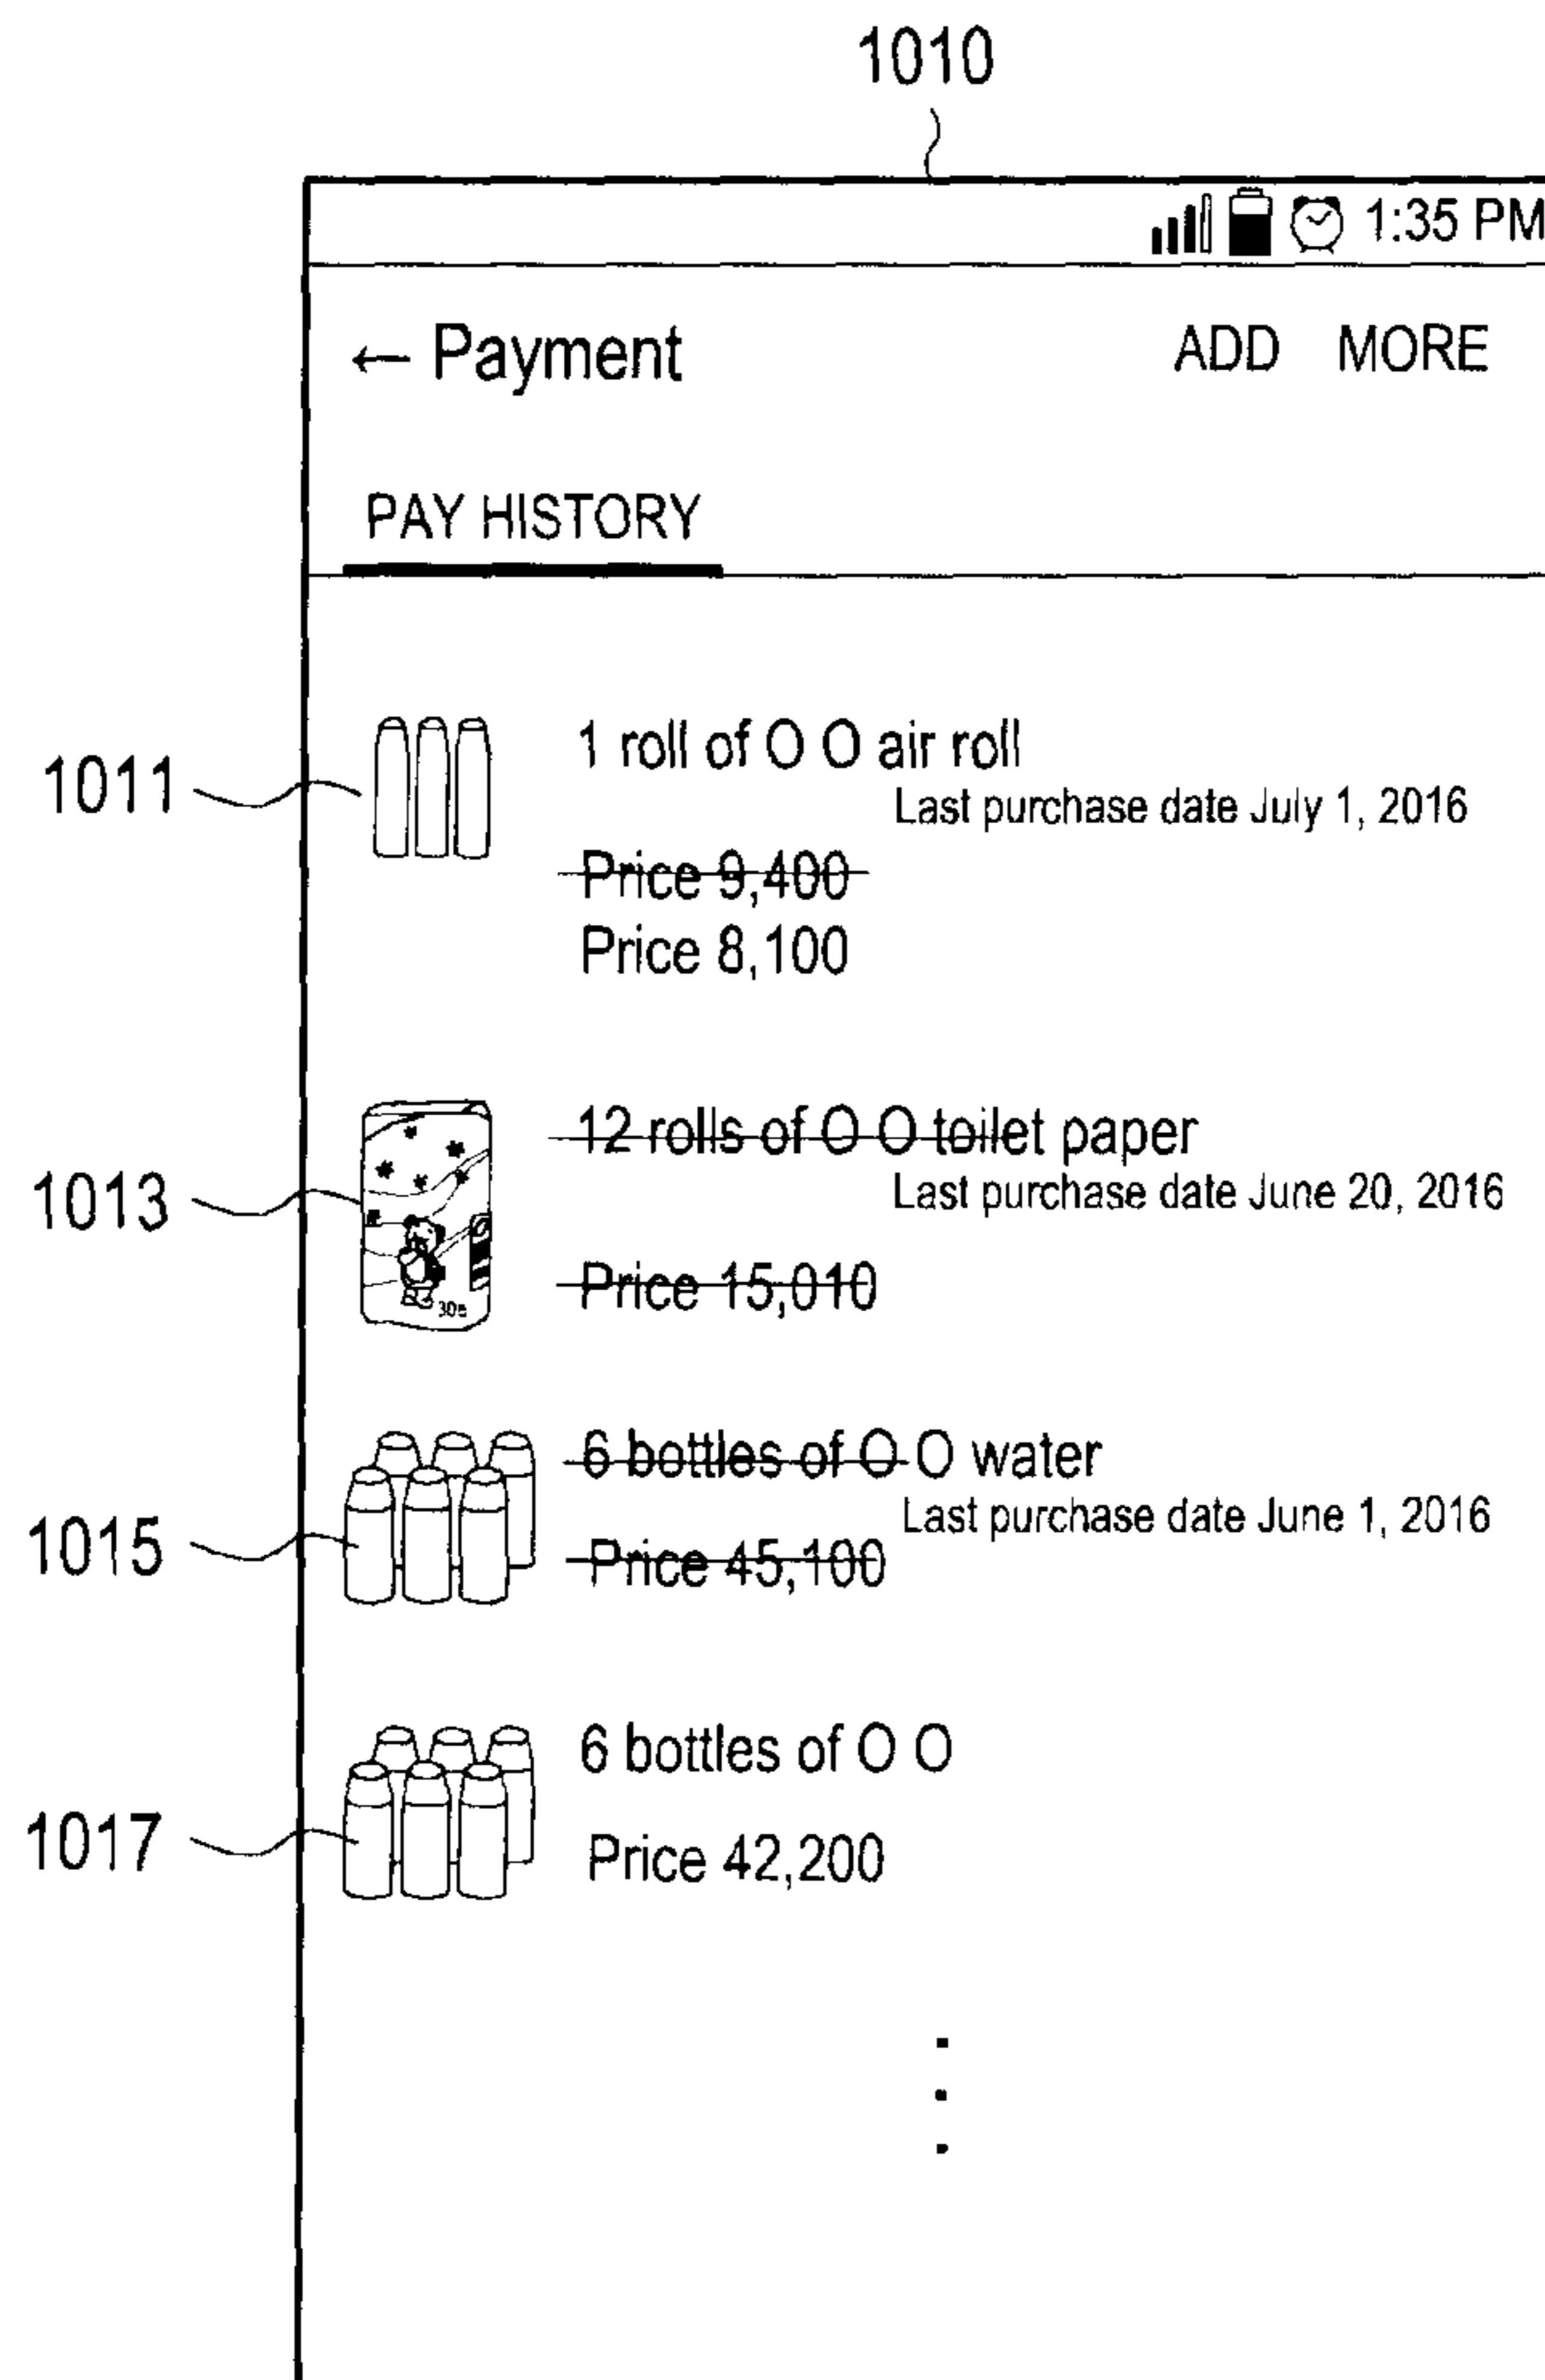 1010
1:35 PM
← Payment ADD MORE
PAY HISTORY
1011
1 roll of O O air roll
Last purchase date July 1, 2016
Price 9,400
Price 8,100
1013
12 rolls of O O toilet paper
Last purchase date June 20, 2016
Price 15,010
1015
6 bottles of O O water
Last purchase date June 1, 2016
Price 45,100
1017
6 bottles of O O
Price 42,200